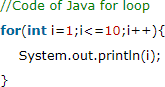 //Code of Java for loop
for(int i=1;i<=10;i++){
System.out.println(i);
}